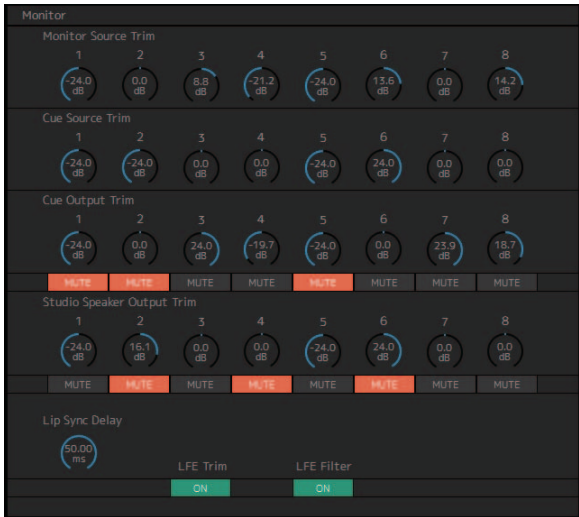 Monitor
Monitor Source Trim
1 2 3 4 5 6 7 8
-24.0 0.0 8.8 -21.2 -24.0 13.6 0.0 14.2
dB dB dB dB dB dB dB dB
Cue Source Trim
1 2 3 4 5 6 7 8
-24.0 -24.0 0.0 0.0 -24.0 24.0 0.0 0.0
dB dB dB dB dB dB dB dB
Cue Output Trim
1 2 3 4 5 6 7 8
-24.0 0.0 24.0 -19.7 -24.0 0.0 23.9 18.7
dB dB dB dB dB dB dB dB
MUTE MUTE MUTE MUTE MUTE MUTE MUTE MUTE
Studio Speaker Output Trim
1 2 3 4 5 6 7 8
-24.0 16.1 0.0 0.0 -24.0 24.0 0.0 0.0
dB dB dB dB dB dB dB dB
MUTE MUTE MUTE MUTE MUTE MUTE MUTE MUTE
Lip Sync Delay
50.00
ms
LFE Trim LFE Filter
ON ON